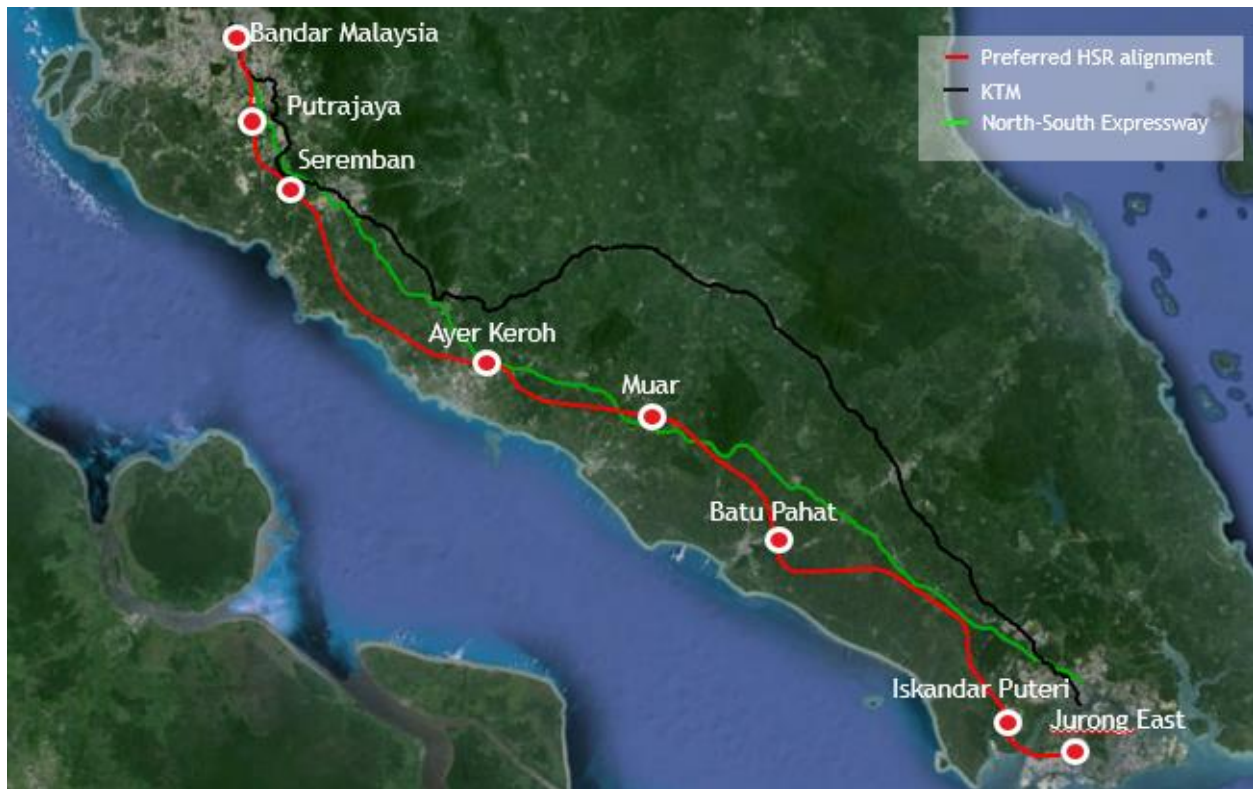 Bandar Malaysia
Preferred HSR alignment
KTM
North-South Expressway
Putrajaya
Seremban
Ayer Keroh
Muar
Batu Pahat
Iskandar Puteri
Jurong East